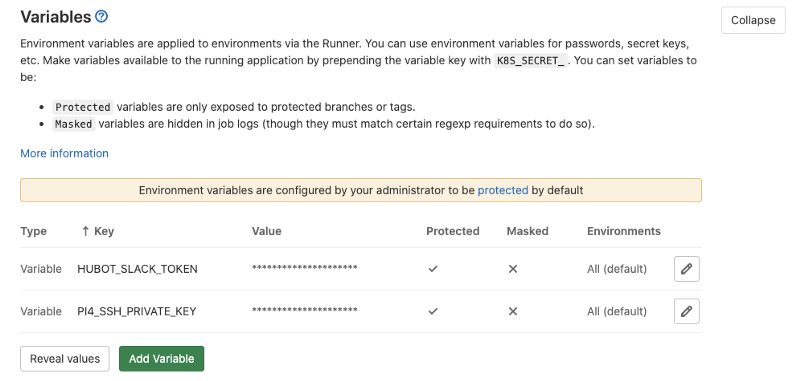 Variables
Collapse
Environment variables are applied to environments via the Runner. You can use environment variables for passwords, secret keys,
etc. Make variables available to the running application by prepending the variable key with K8S_SECRET_. You can set variables to
be:
• Protected variables are only exposed to protected branches or tags.
• Masked variables are hidden in job logs (though they must match certain regexp requirements to do so).
More information
Environment variables are configured by your administrator to be protected by default
Type ↑ Key Value Protected Masked Environments
Variable HUBOT_SLACK_TOKEN ********************* ✓ ✕ All (default)
Variable PI4_SSH_PRIVATE_KEY ********************* ✓ ✕ All (default)
Reveal values Add Variable